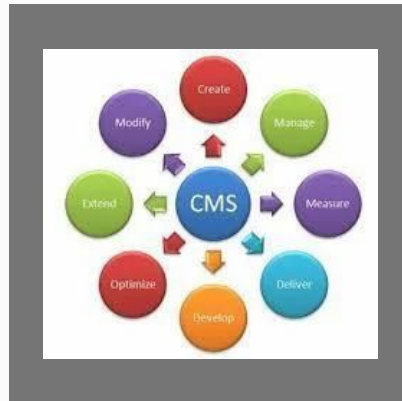 Create
Modify
Manage
Extend
CMS
Measure
Optimize
Deliver
Develop